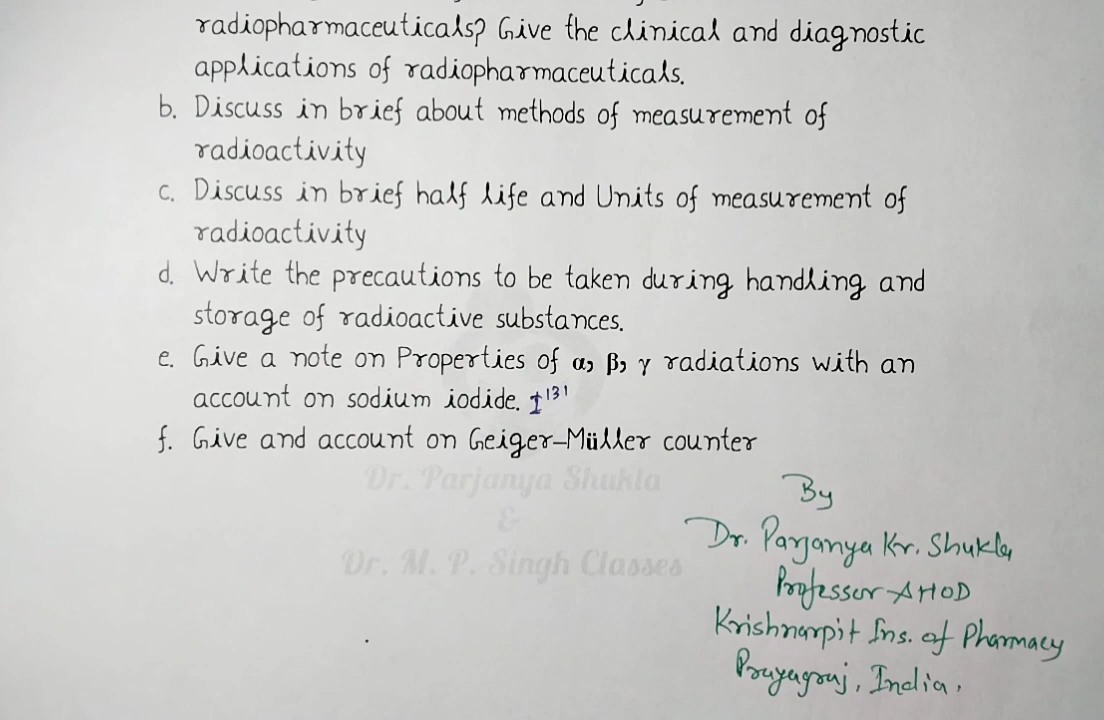 radiopharmaceuticals? Give the clinical and diagnostic
applications of radiopharmaceuticals.
b. Discuss in brief about methods of measurement of
radioactivity
c. Discuss in brief half life and Units of measurement of
radioactivity
d. Write the precautions to be taken during handling and
storage of radioactive substances.
e. Give a note on Properties of α, β, γ radiations with an
account on sodium iodide. I¹³¹
f. Give and account on Geiger-Müller counter
Dr. Parjanya Shukla
&
Dr. M. P. Singh Classes
By
Dr. Parjanya Kr. Shukla
Professor & HOD
Krishnarpit Ins. of Pharmacy
Prayagraj, India.